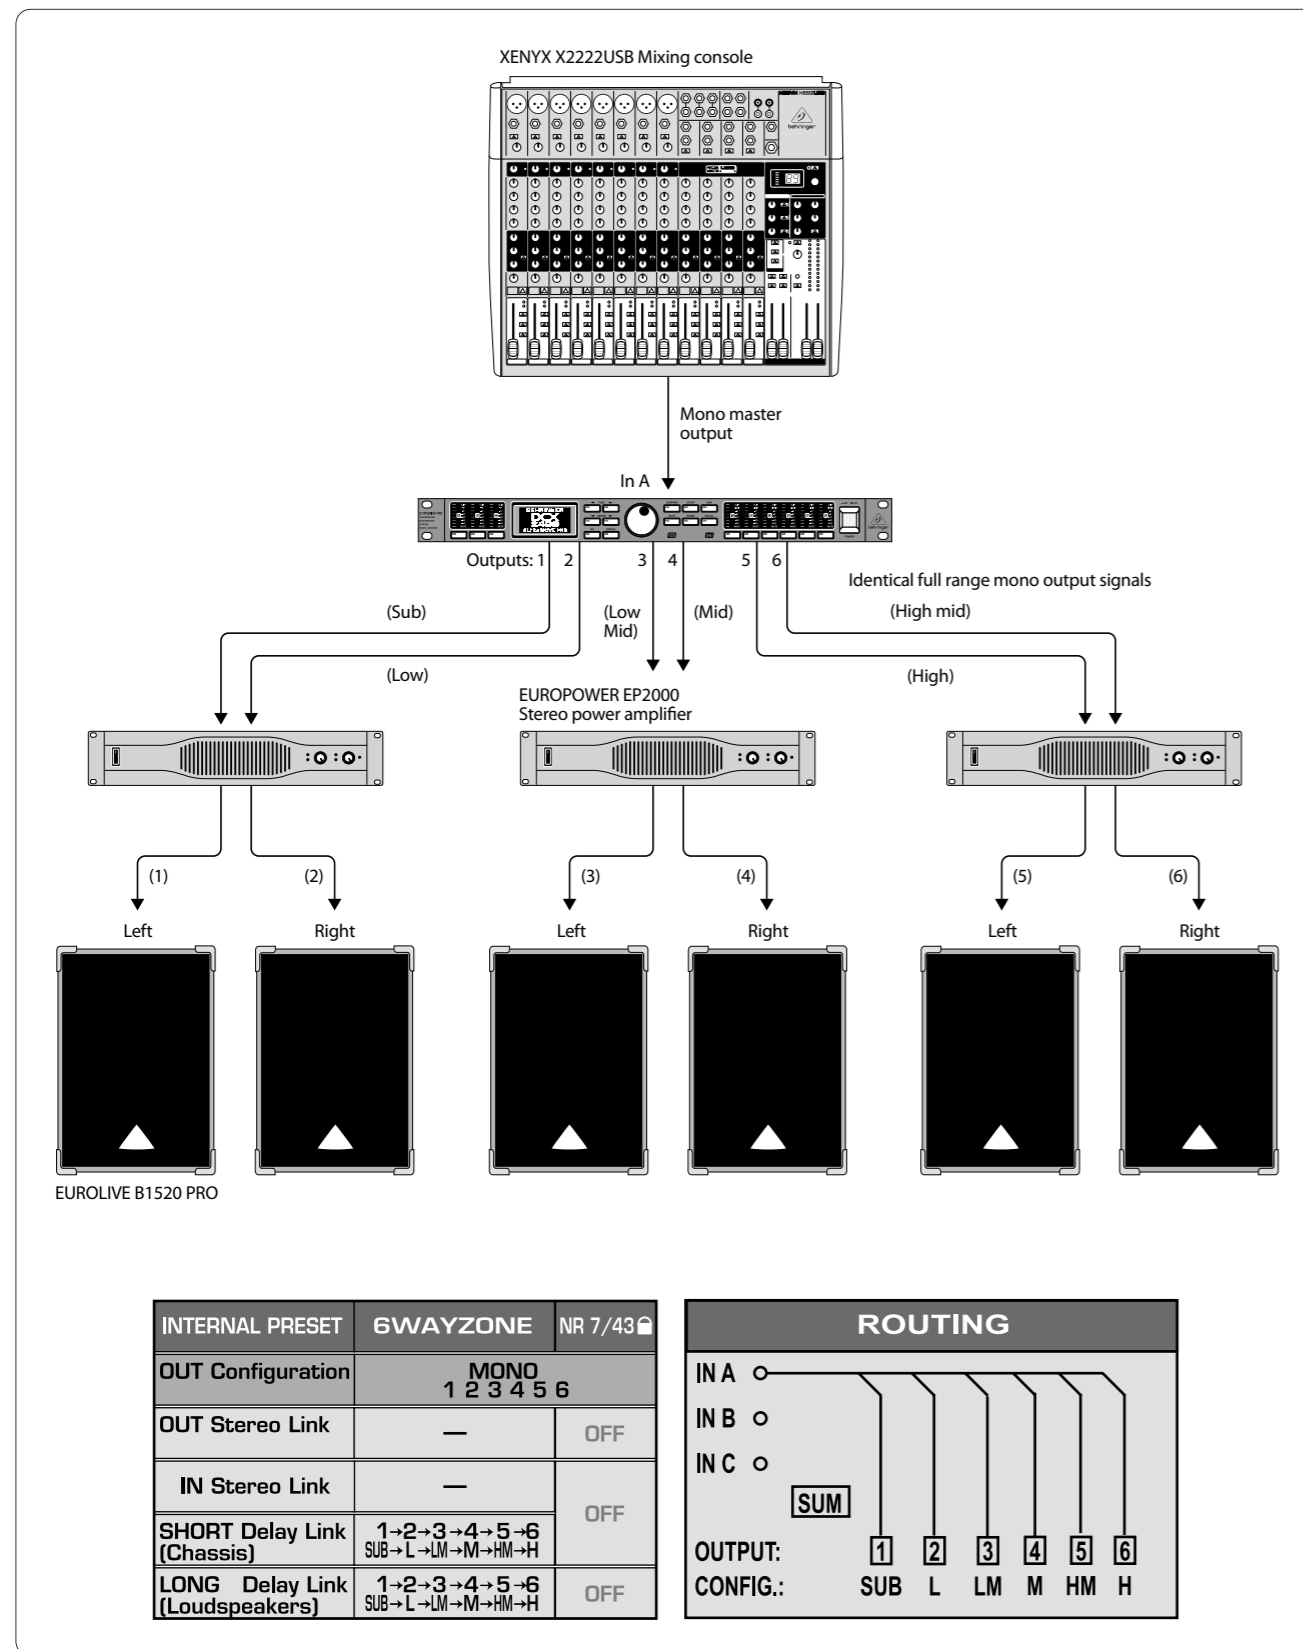 XENYX X2222USB Mixing console
behringer
Mono master
output
In A
behringer
Outputs: 1 2 3 4 5 6
Identical full range mono output signals
(Sub)
(Low
Mid)
(Mid)
(High mid)
(Low)
(High)
EUROPOWER EP2000
Stereo power amplifier
(1) (2) (3) (4) (5) (6)
Left Right Left Right Left Right
EUROLIVE B1520 PRO
INTERNAL PRESET 6WAYZONE NR 7/43
OUT Configuration MONO
1 2 3 4 5 6
OUT Stereo Link — OFF
IN Stereo Link —
OFF
SHORT Delay Link 1→2→3→4→5→6
(Chassis) SUB→L→LM→M→HM→H
LONG Delay Link 1→2→3→4→5→6
(Loudspeakers) SUB→L→LM→M→HM→H OFF
ROUTING
IN A
IN B
IN C
SUM
OUTPUT: 1 2 3 4 5 6
CONFIG.: SUB L LM M HM H